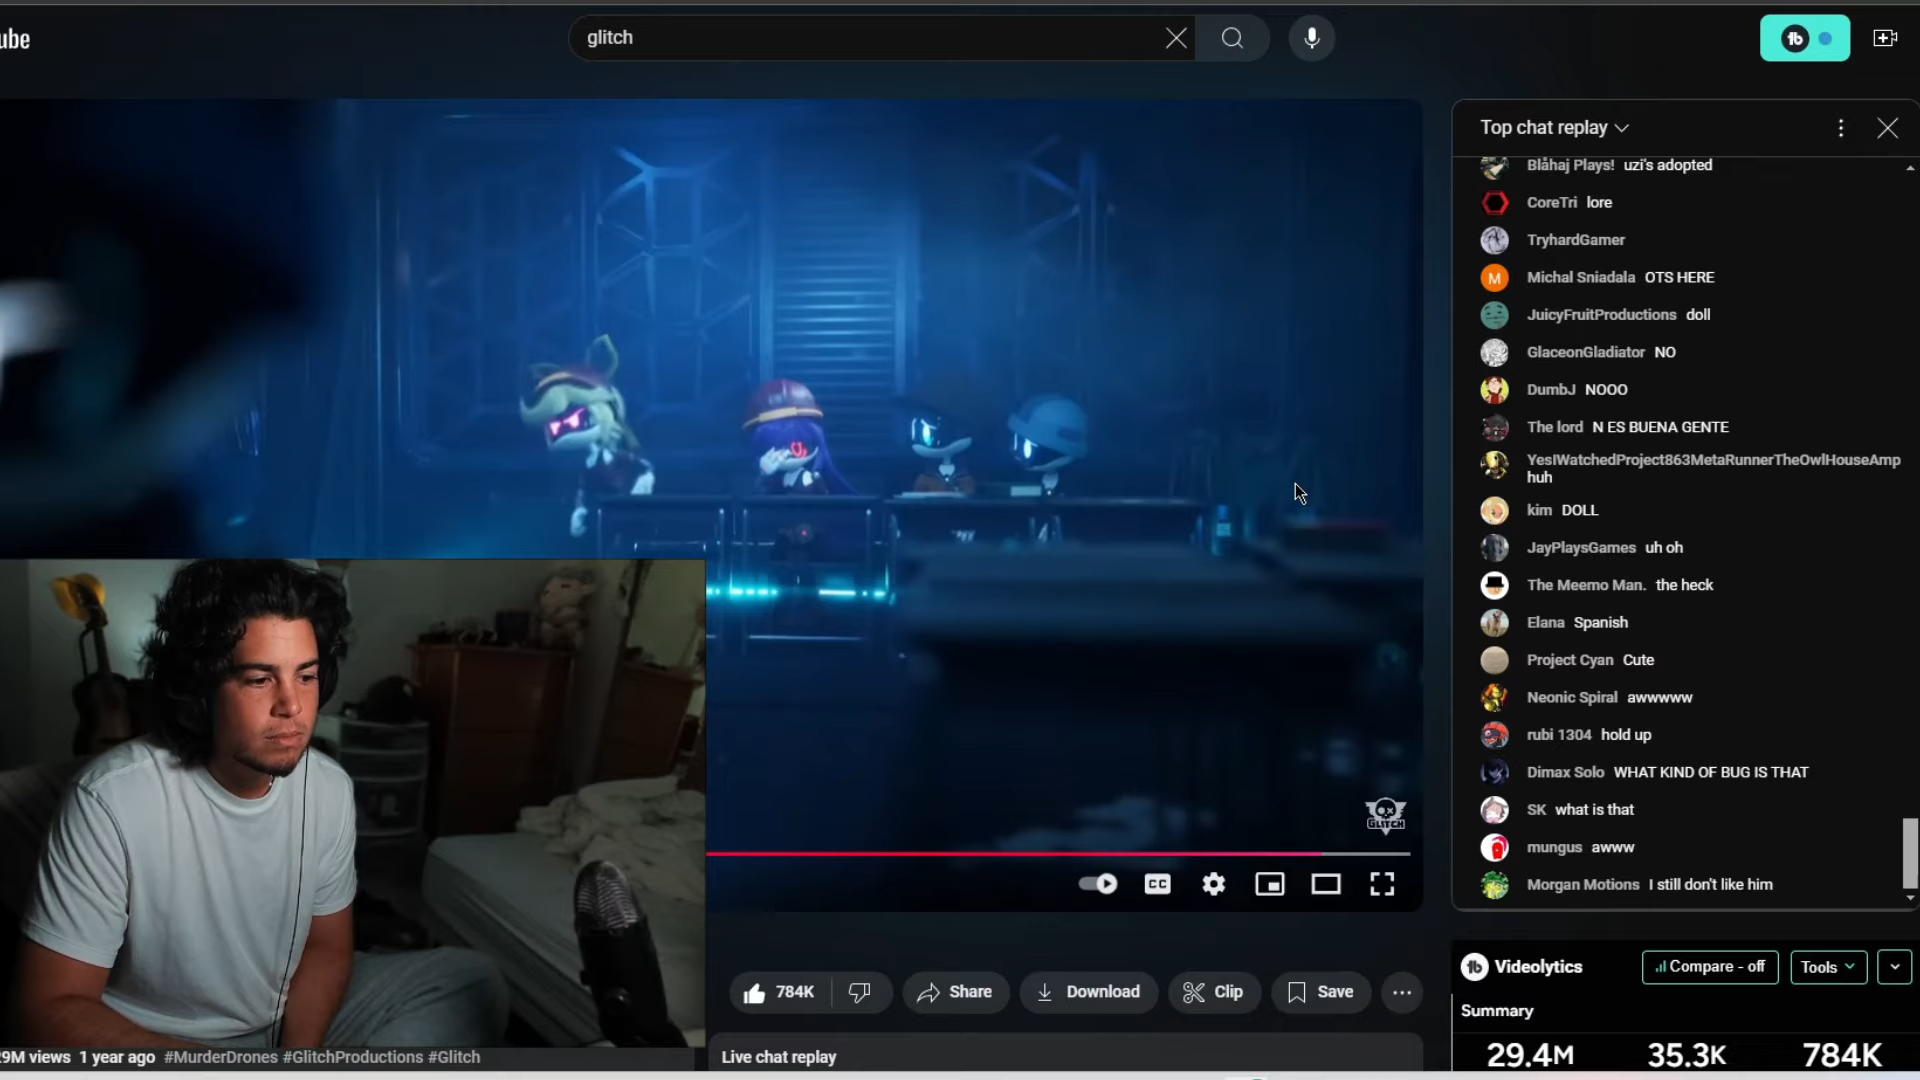 ube
glitch
Top chat replay
Blåhaj Plays! uzi's adopted
CoreTri lore
TryhardGamer
M Michal Sniadala OTS HERE
JuicyFruitProductions doll
GlaceonGladiator NO
DumbJ NOOO
The lord N ES BUENA GENTE
YesIWatchedProject863MetaRunnerTheOwlHouseAmp
huh
kim DOLL
JayPlaysGames uh oh
The Meemo Man. the heck
Elana Spanish
Project Cyan Cute
Neonic Spiral awwwww
rubi 1304 hold up
Dimax Solo WHAT KIND OF BUG IS THAT
SK what is that
mungus awww
Morgan Motions I still don't like him
GLITCH
CC
784K
Share
Download
Clip
Save
Videolytics
Compare - off
Tools
Summary
29.4M
35.3K
784K
29M views 1 year ago #MurderDrones #GlitchProductions #Glitch
Live chat replay